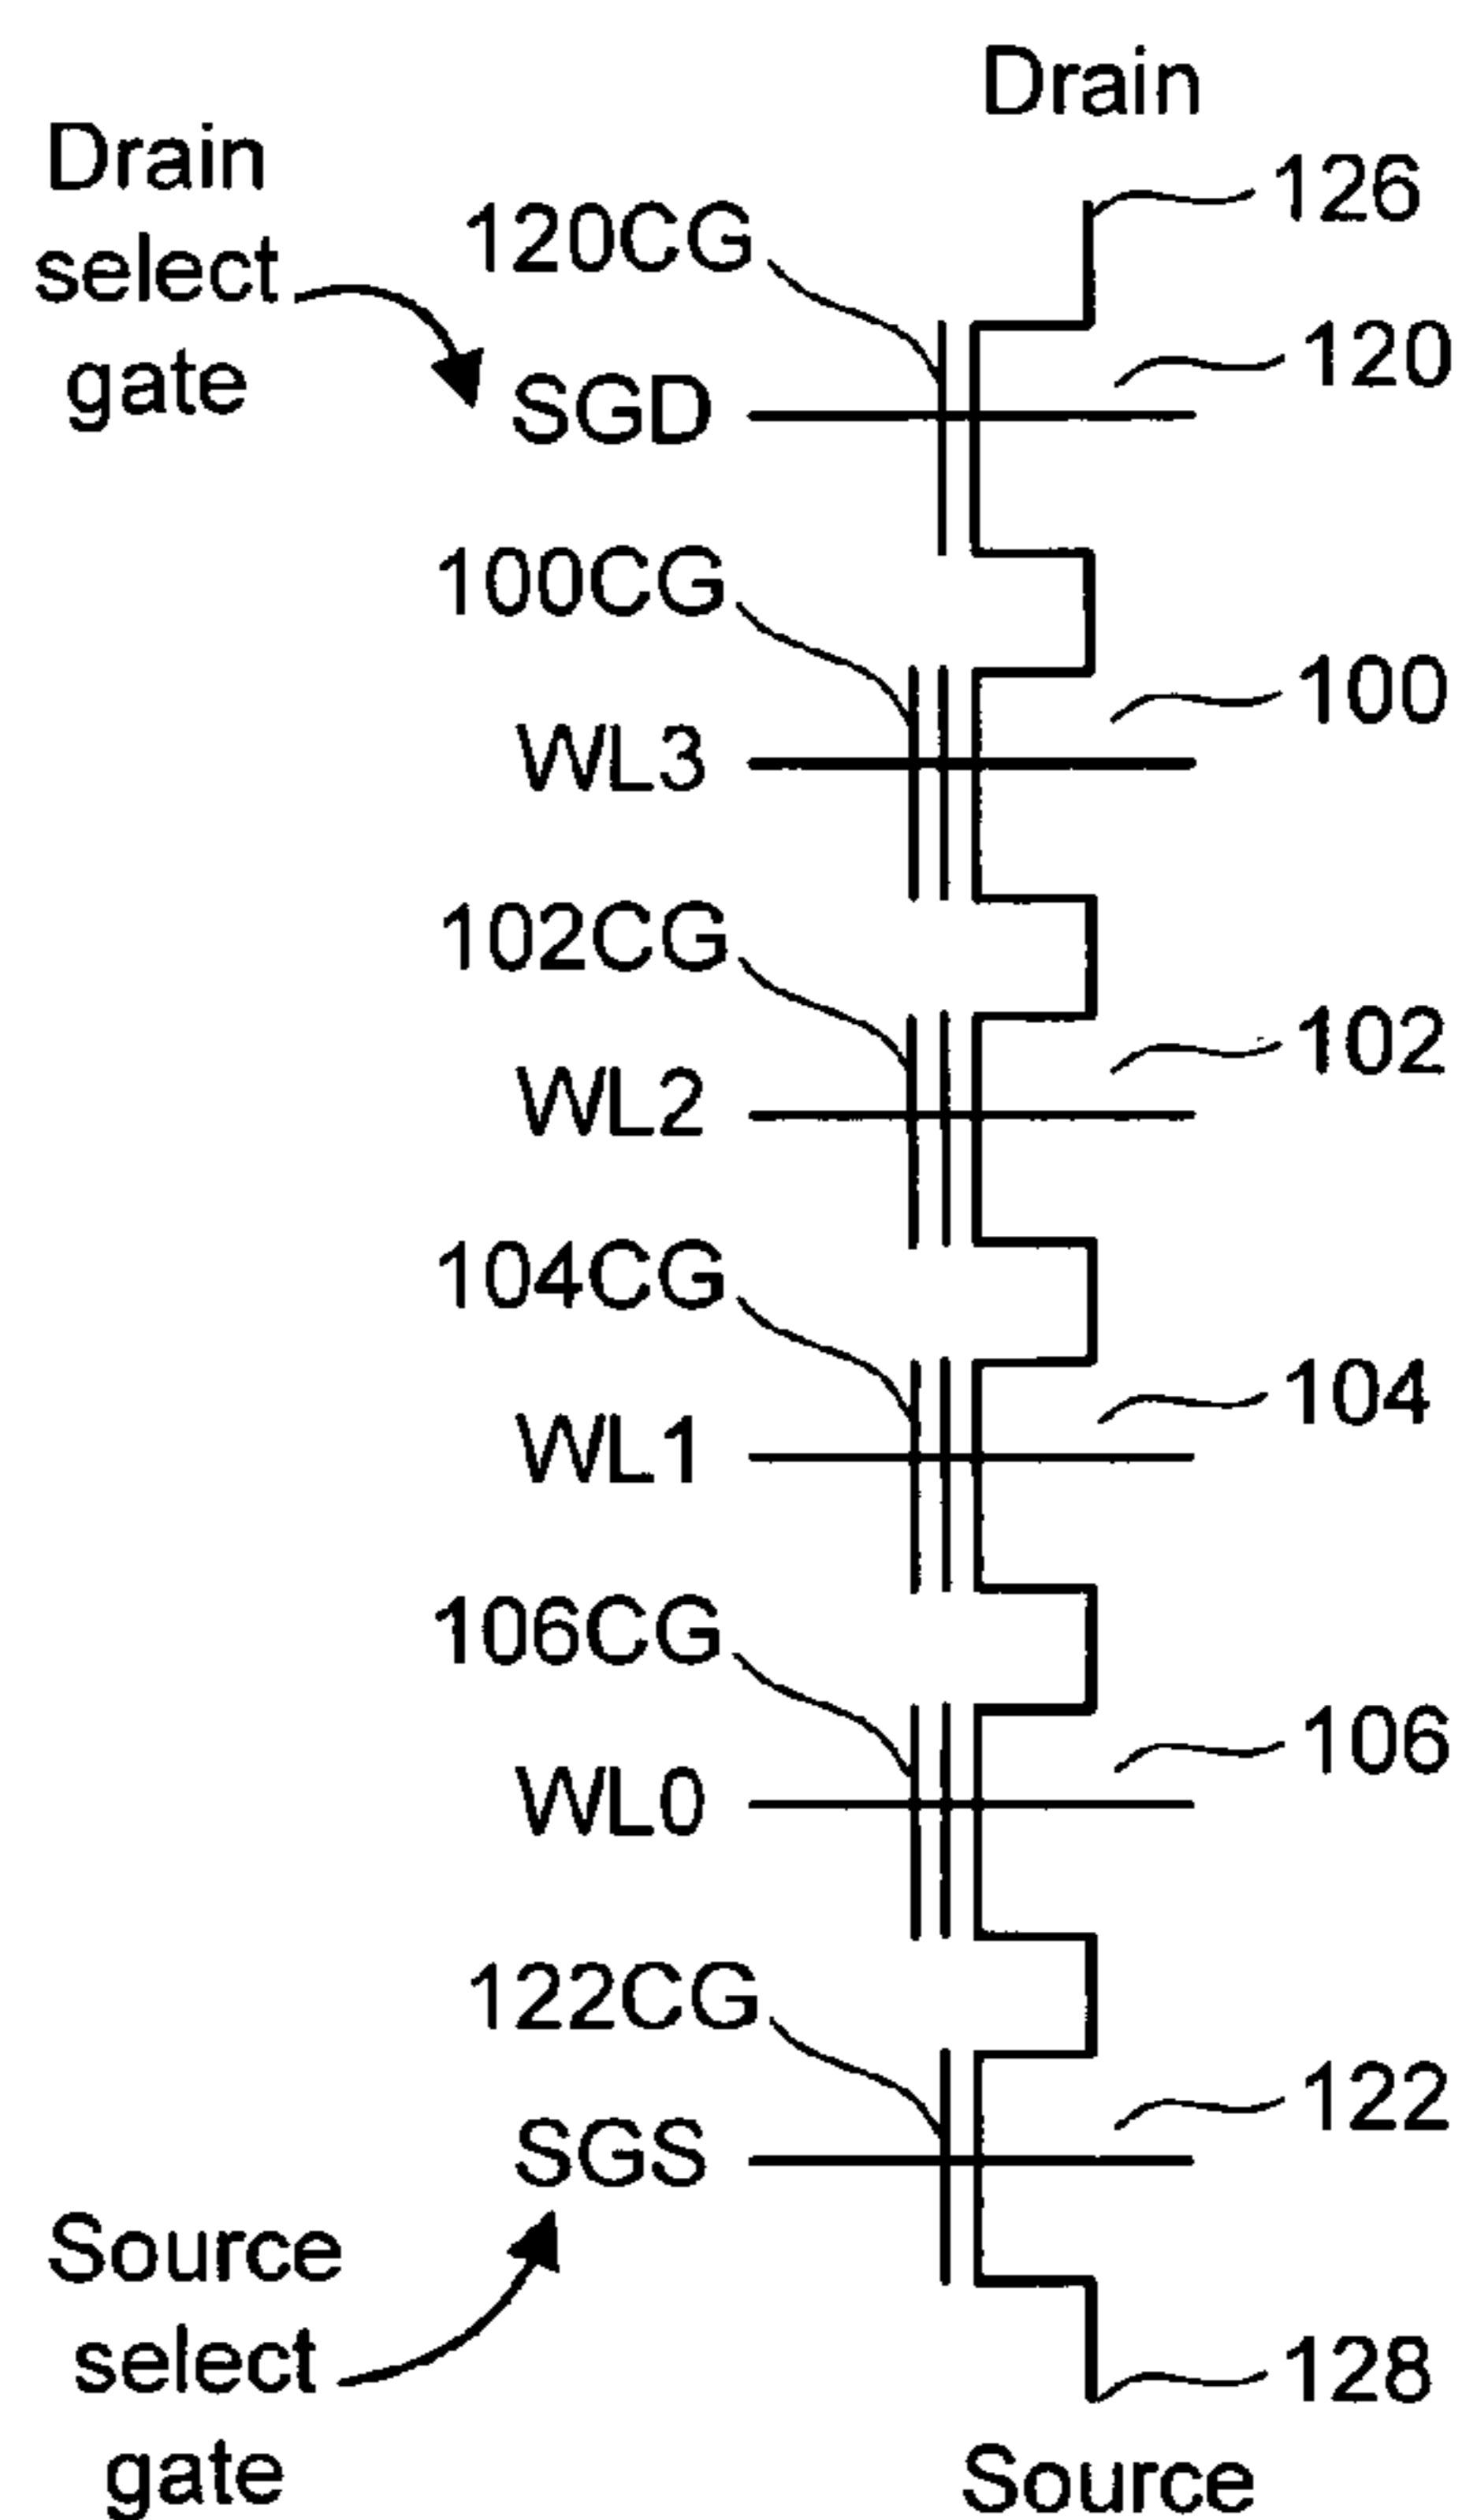 Drain
126
Drain
select
gate
120CG
120
SGD
100CG
100
WL3
102CG
102
WL2
104CG
104
WL1
106CG
106
WL0
122CG
122
SGS
Source
select
gate
128
Source